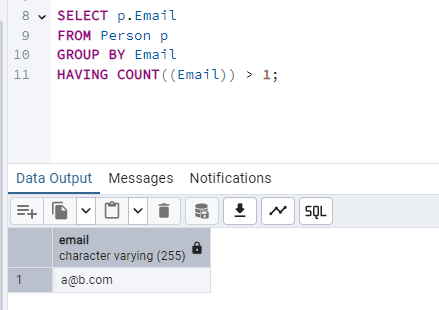 8 SELECT p.Email
9 FROM Person p
10 GROUP BY Email
11 HAVING COUNT((Email)) > 1;
Data Output Messages Notifications
SQL
email
character varying (255)
1 a@b.com